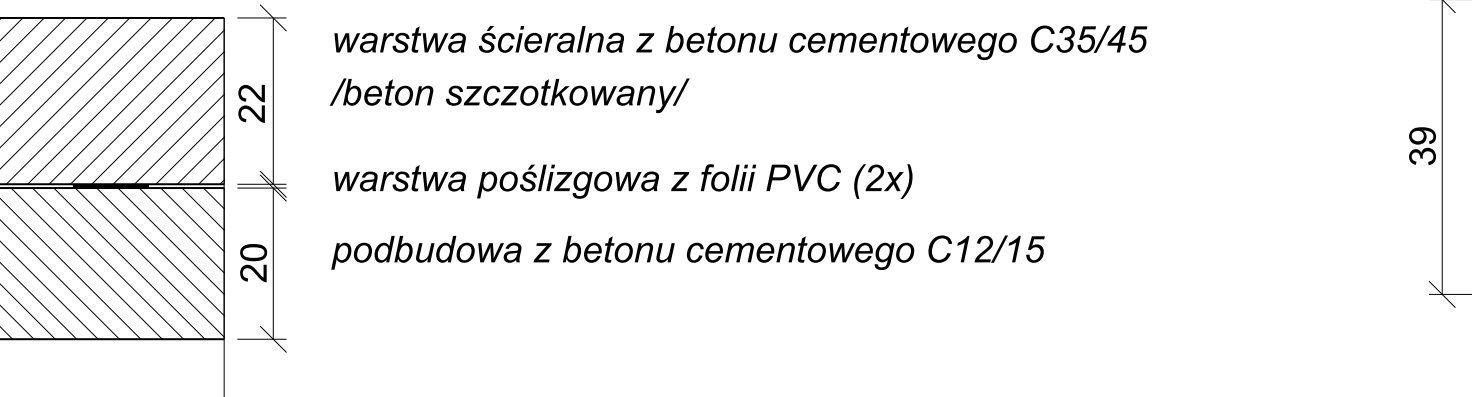 22
warstwa ścieralna z betonu cementowego C35/45
/beton szczotkowany/
warstwa poślizgowa z folii PVC (2x)
20
podbudowa z betonu cementowego C12/15
39